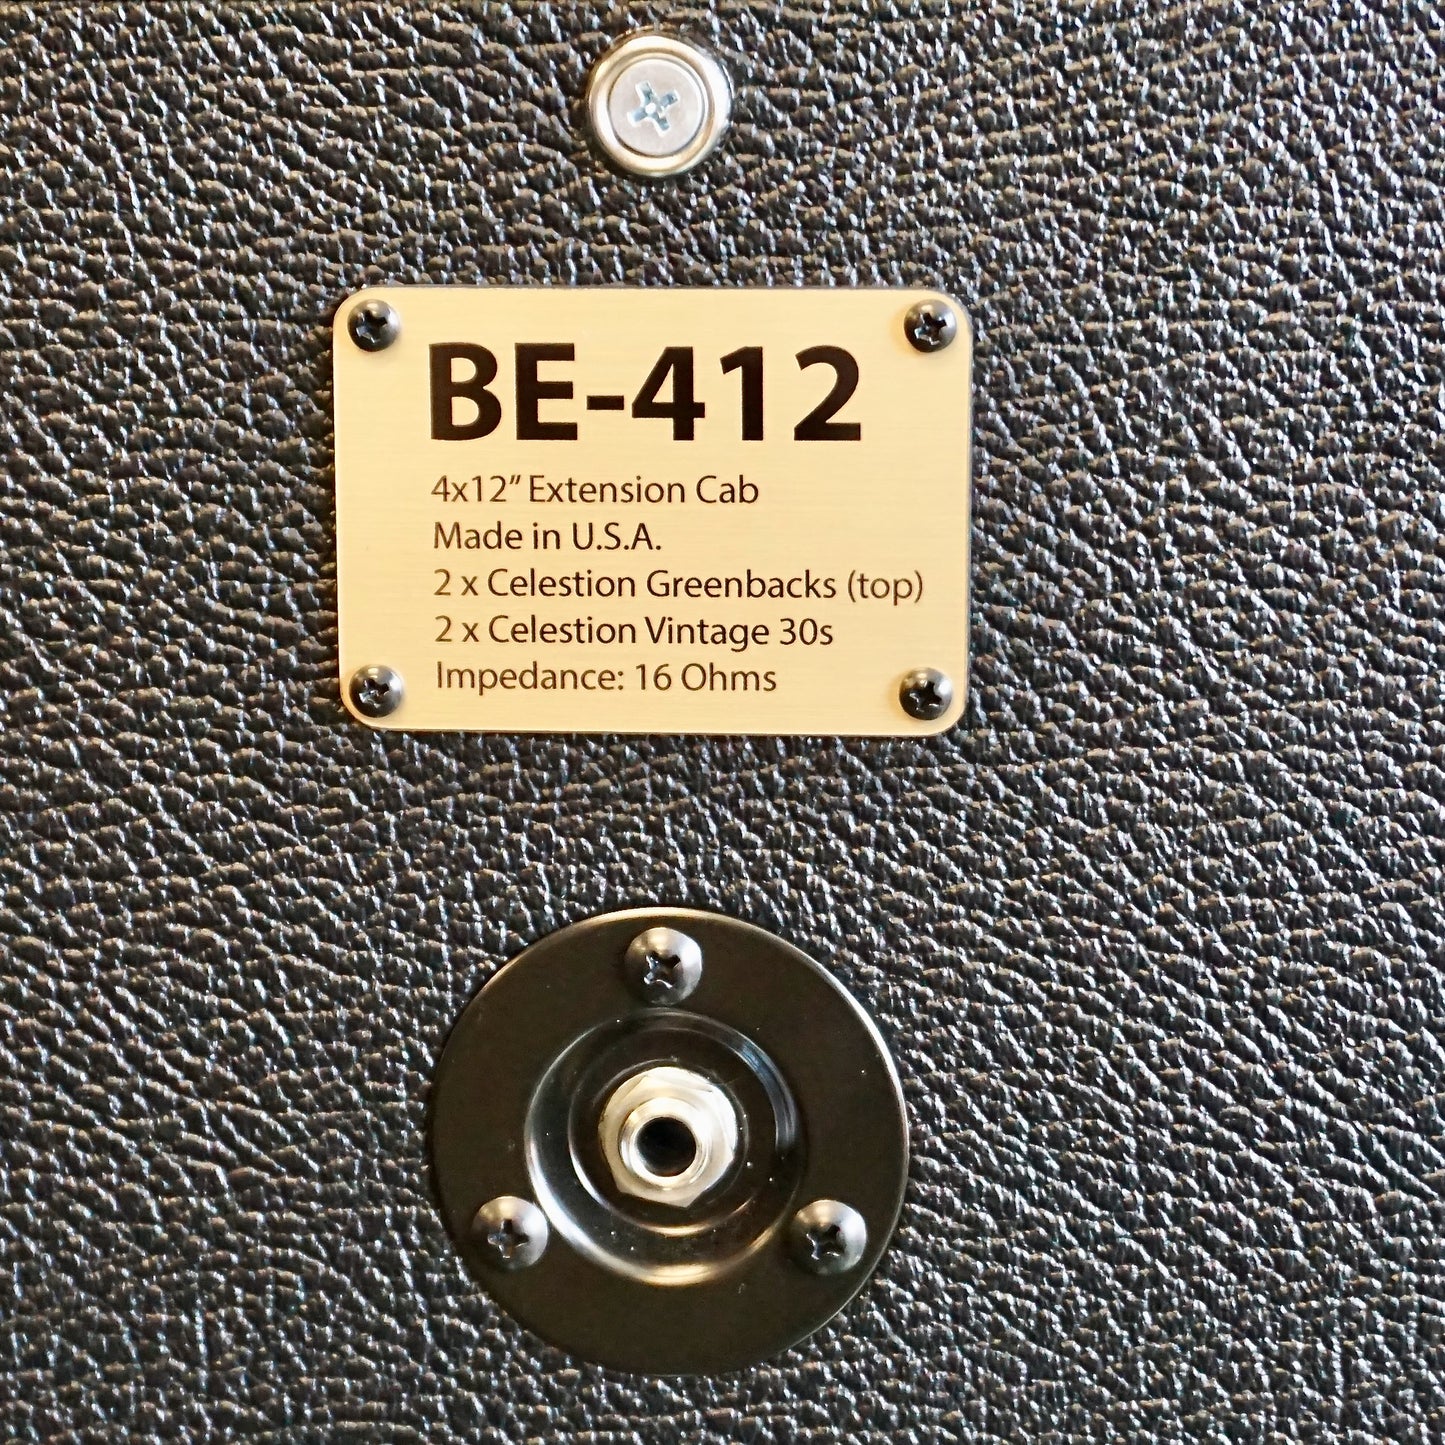 BE-412
4x12” Extension Cab
Made in U.S.A.
2 x Celestion Greenbacks (top)
2 x Celestion Vintage 30s
Impedance: 16 Ohms